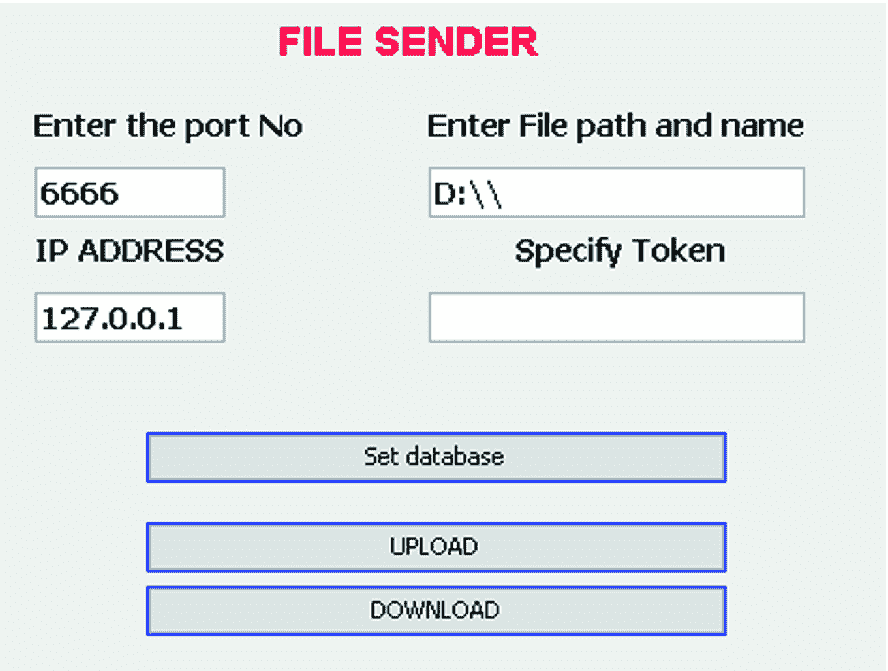 FILE SENDER
Enter the port No
6666
IP ADDRESS
127.0.0.1
Enter File path and name
D:\\
Specify Token
Set database
UPLOAD
DOWNLOAD